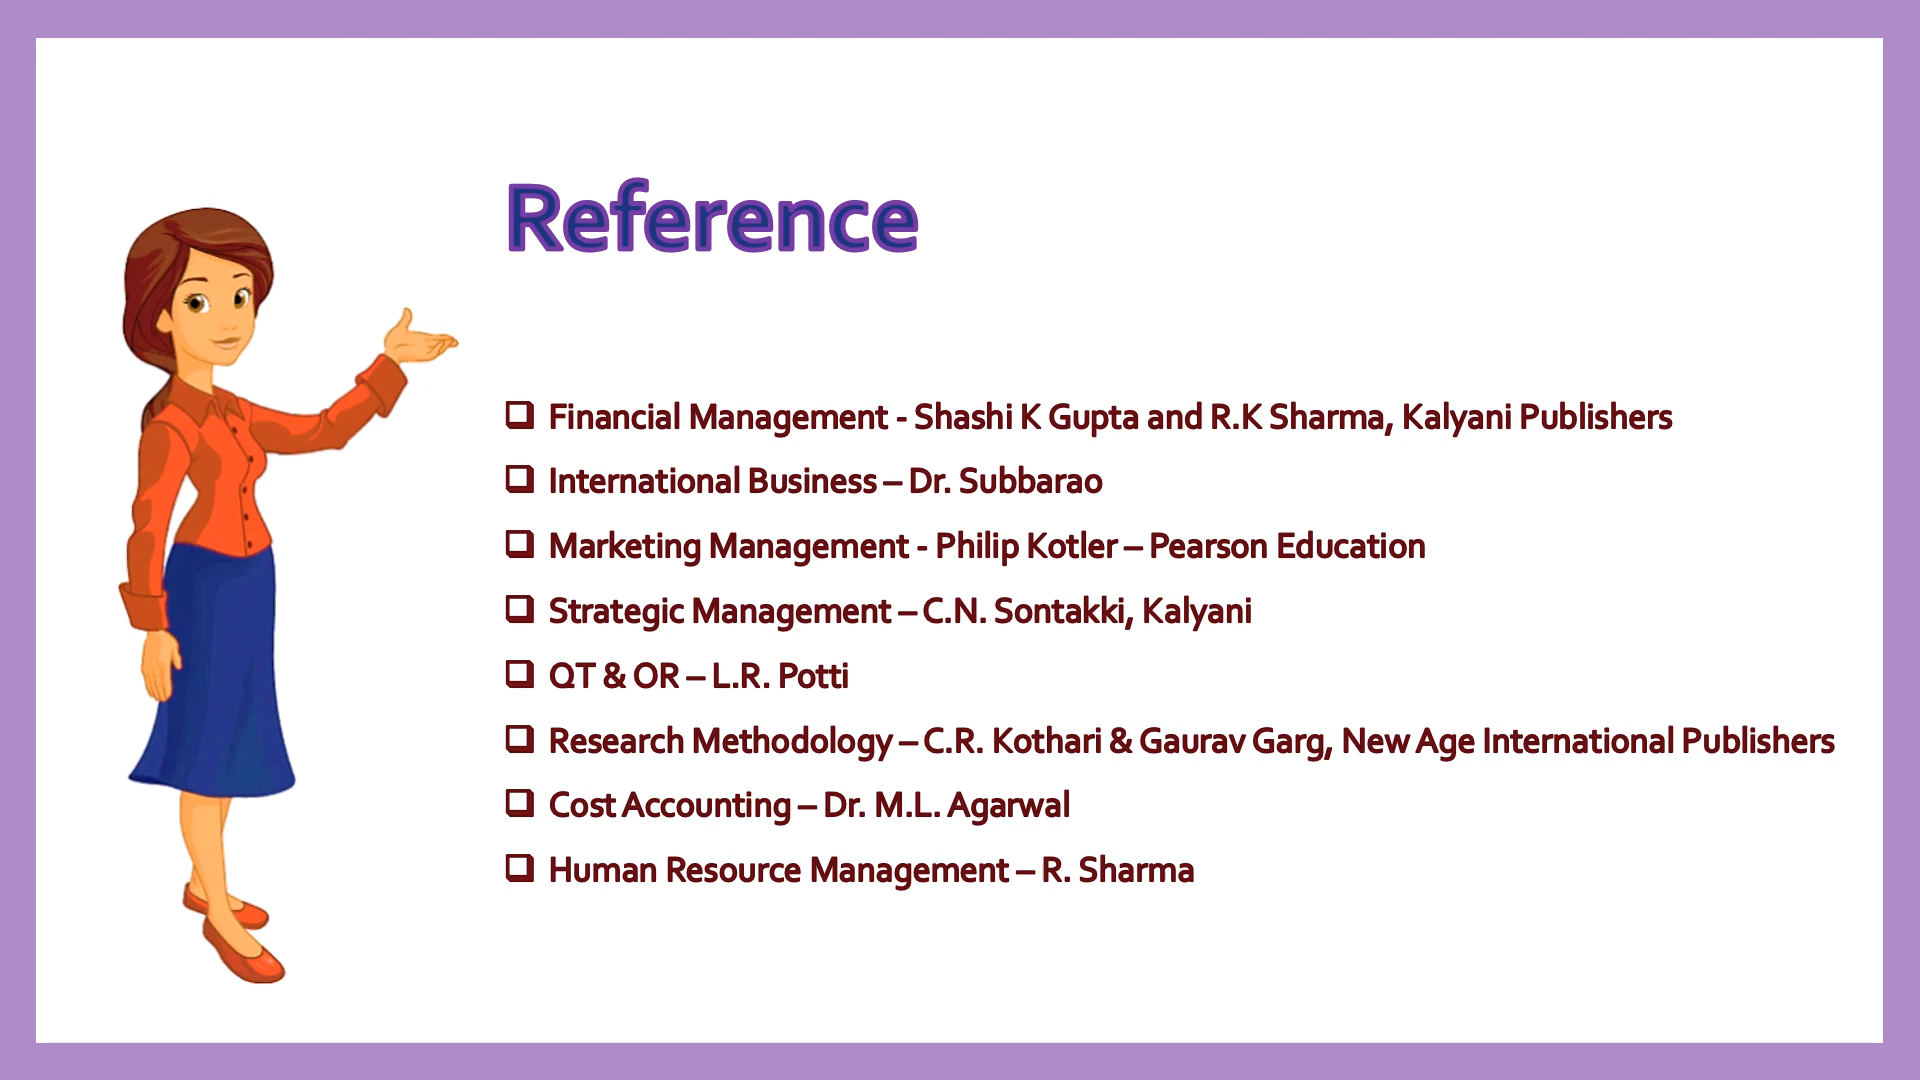 Reference
❑ Financial Management - Shashi K Gupta and R.K Sharma, Kalyani Publishers
❑ International Business – Dr. Subbarao
❑ Marketing Management - Philip Kotler – Pearson Education
❑ Strategic Management – C.N. Sontakki, Kalyani
❑ QT & OR – L.R. Potti
❑ Research Methodology – C.R. Kothari & Gaurav Garg, New Age International Publishers
❑ Cost Accounting – Dr. M.L. Agarwal
❑ Human Resource Management – R. Sharma